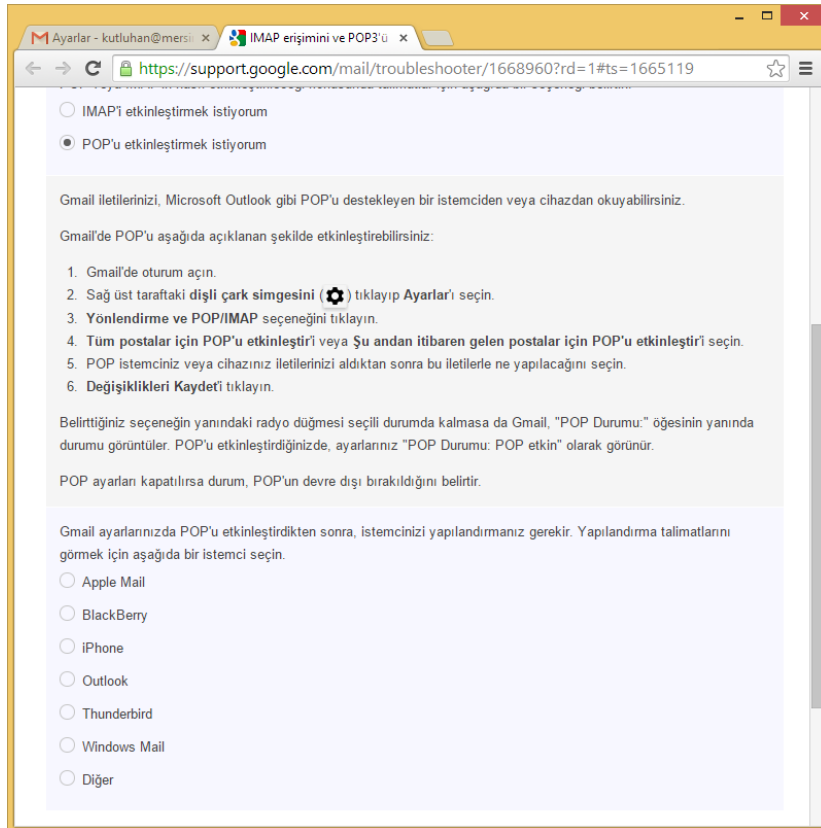 Ayarlar - kutluhan@mersi
IMAP erişimini ve POP3'ü
https://support.google.com/mail/troubleshooter/1668960?rd=1#ts=1665119
IMAP'i etkinleştirmek istiyorum
POP'u etkinleştirmek istiyorum
Gmail iletilerinizi, Microsoft Outlook gibi POP'u destekleyen bir istemciden veya cihazdan okuyabilirsiniz.
Gmail'de POP'u aşağıda açıklanan şekilde etkinleştirebilirsiniz:
1. Gmail'de oturum açın.
2. Sağ üst taraftaki dişli çark simgesini ( ) tıklayıp Ayarlar'ı seçin.
3. Yönlendirme ve POP/IMAP seçeneğini tıklayın.
4. Tüm postalar için POP'u etkinleştir'i veya Şu andan itibaren gelen postalar için POP'u etkinleştir'i seçin.
5. POP istemciniz veya cihazınız iletilerinizi aldıktan sonra bu iletilerle ne yapılacağını seçin.
6. Değişiklikleri Kaydet'i tıklayın.
Belirttiğiniz seçeneğin yanındaki radyo düğmesi seçili durumda kalmasa da Gmail, "POP Durumu:" öğesinin yanında
durumu görüntüler. POP'u etkinleştirdiğinizde, ayarlarınız "POP Durumu: POP etkin" olarak görünür.
POP ayarları kapatılırsa durum, POP'un devre dışı bırakıldığını belirtir.
Gmail ayarlarınızda POP'u etkinleştirdikten sonra, istemcinizi yapılandırmanız gerekir. Yapılandırma talimatlarını
görmek için aşağıda bir istemci seçin.
Apple Mail
BlackBerry
iPhone
Outlook
Thunderbird
Windows Mail
Diğer